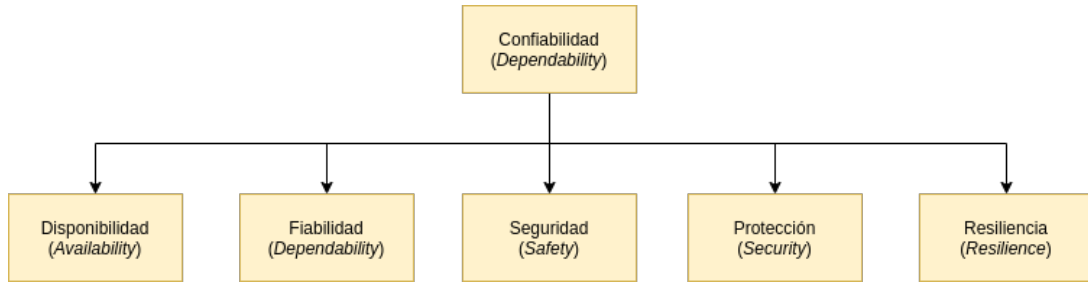 Confiabilidad
(Dependability)
Disponibilidad
(Availability)
Fiabilidad
(Dependability)
Seguridad
(Safety)
Protección
(Security)
Resiliencia
(Resilience)